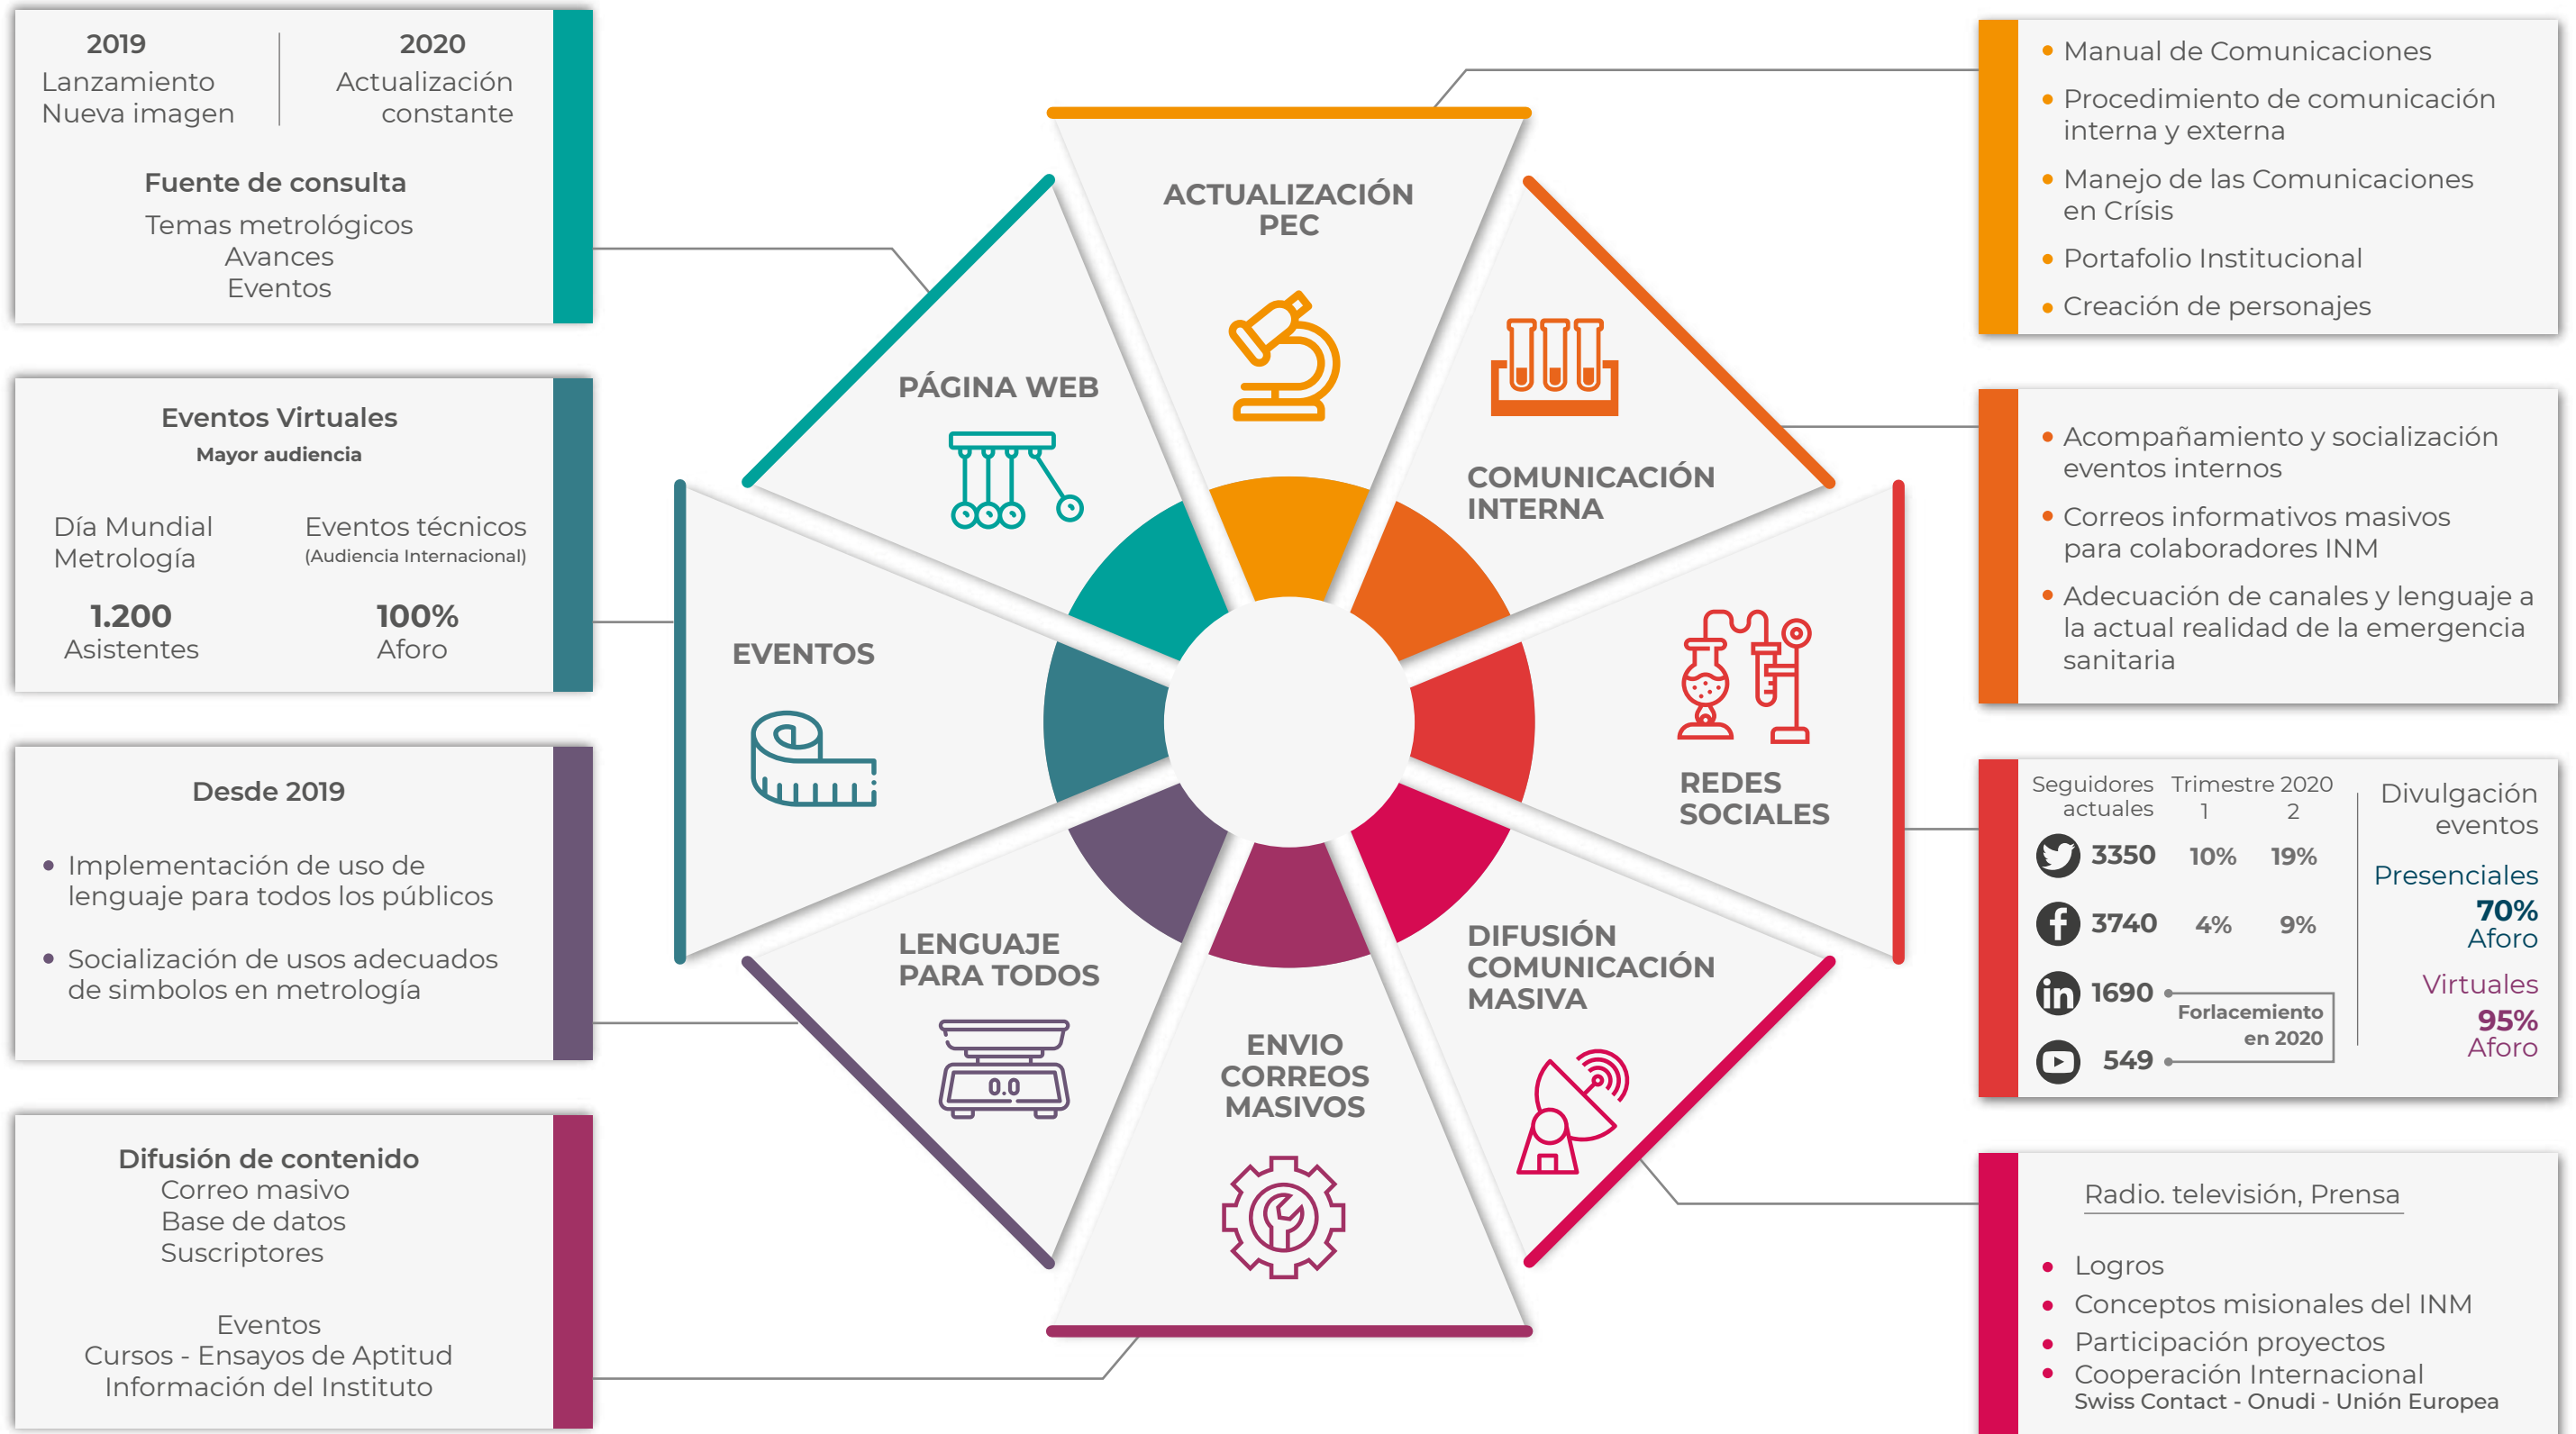 2019
Lanzamiento
Nueva imagen
2020
Actualización
constante
Fuente de consulta
Temas metrológicos
Avances
Eventos
Eventos Virtuales
Mayor audiencia
Día Mundial
Metrología
1.200
Asistentes
Eventos técnicos
(Audiencia Internacional)
100%
Aforo
Desde 2019
Implementación de uso de
lenguaje para todos los públicos
Socialización de usos adecuados
de simbolos en metrología
Difusión de contenido
Correo masivo
Base de datos
Suscriptores
Eventos
Cursos - Ensayos de Aptitud
Información del Instituto
ACTUALIZACIÓN
PEC
PÁGINA WEB
COMUNICACIÓN
INTERNA
EVENTOS
REDES
SOCIALES
LENGUAJE
PARA TODOS
0.0
ENVIO
CORREOS
MASIVOS
DIFUSIÓN
COMUNICACIÓN
MASIVA
Manual de Comunicaciones
Procedimiento de comunicación
interna y externa
Manejo de las Comunicaciones
en Crísis
Portafolio Institucional
Creación de personajes
Acompañamiento y socialización
eventos internos
Correos informativos masivos
para colaboradores INM
Adecuación de canales y lenguaje a
la actual realidad de la emergencia
sanitaria
Seguidores Trimestre 2020
actuales 1 2
3350 10% 19%
3740 4% 9%
1690
Forlacemiento
en 2020
549
Divulgación
eventos
Presenciales
70%
Aforo
Virtuales
95%
Aforo
Radio. televisión, Prensa
Logros
Conceptos misionales del INM
Participación proyectos
Cooperación Internacional
Swiss Contact - Onudi - Unión Europea